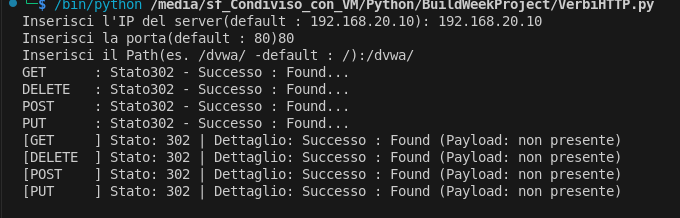 $ /bin/python /media/sf_Condiviso_con_VM/Python/BuildWeekProject/VerbiHTTP.py
Inserisci l'IP del server(default : 192.168.20.10): 192.168.20.10
Inserisci la porta(default : 80)80
Inserisci il Path(es. /dvwa/ -default : /):/dvwa/
GET      : Stato302 - Successo : Found...
DELETE   : Stato302 - Successo : Found...
POST     : Stato302 - Successo : Found...
PUT      : Stato302 - Successo : Found...
[GET     ] Stato: 302 | Dettaglio: Successo : Found (Payload: non presente)
[DELETE  ] Stato: 302 | Dettaglio: Successo : Found (Payload: non presente)
[POST    ] Stato: 302 | Dettaglio: Successo : Found (Payload: non presente)
[PUT     ] Stato: 302 | Dettaglio: Successo : Found (Payload: non presente)